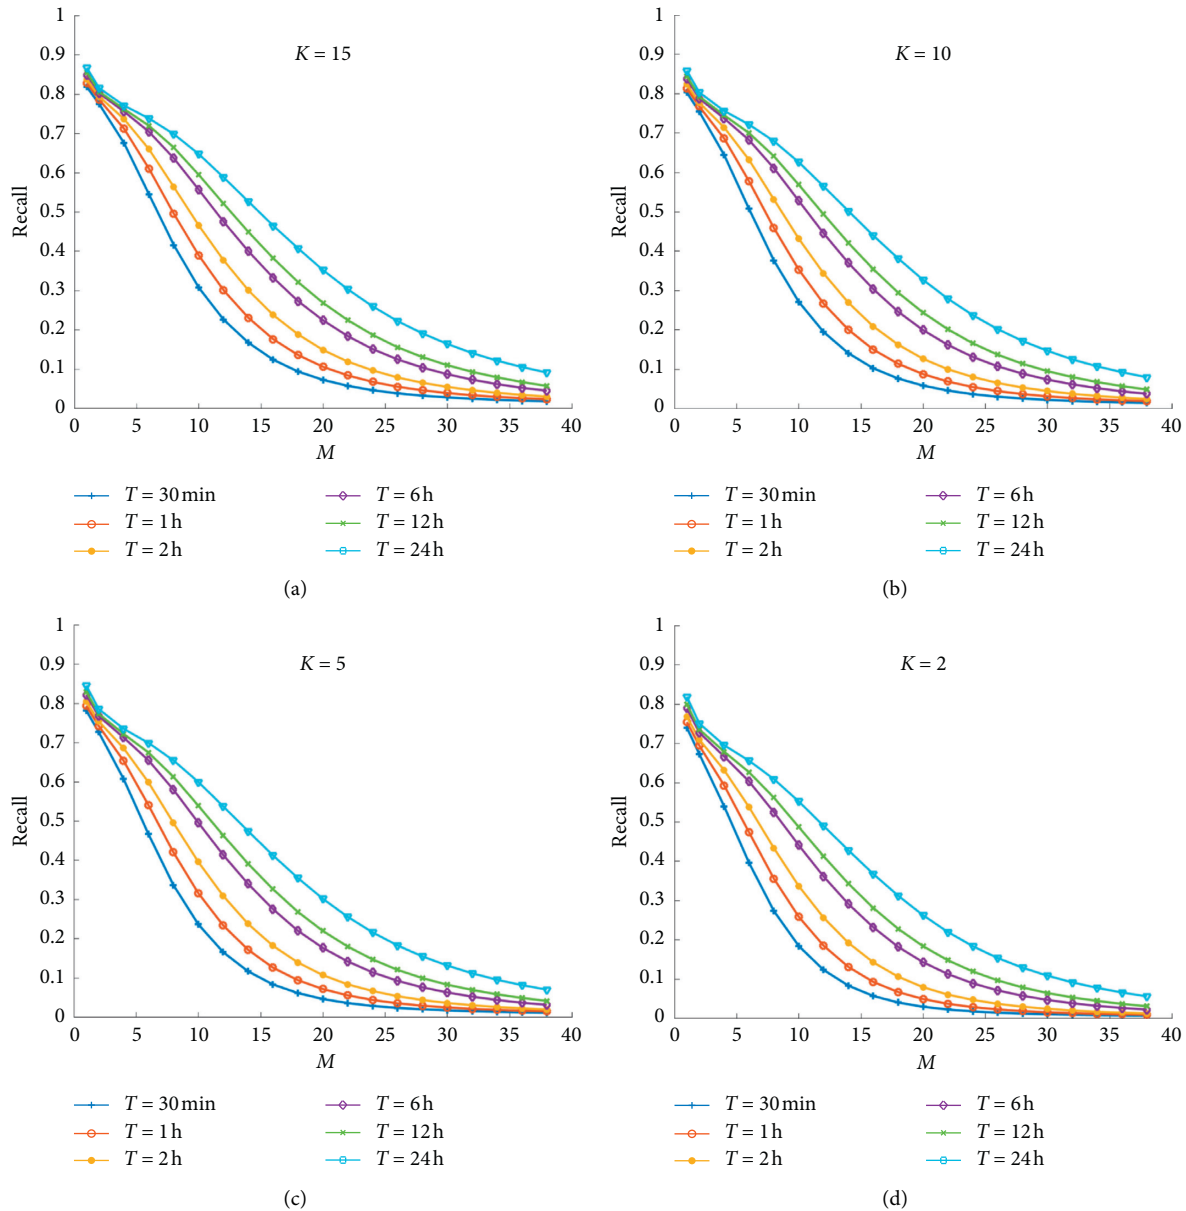 K = 15
Recall
1
0.9
0.8
0.7
0.6
0.5
0.4
0.3
0.2
0.1
0
0 5 10 15 20 25 30 35 40
M
T = 30 min
T = 1 h
T = 2 h
T = 6 h
T = 12 h
T = 24 h
(a)
K = 10
Recall
1
0.9
0.8
0.7
0.6
0.5
0.4
0.3
0.2
0.1
0
0 5 10 15 20 25 30 35 40
M
T = 30 min
T = 1 h
T = 2 h
T = 6 h
T = 12 h
T = 24 h
(b)
K = 5
Recall
1
0.9
0.8
0.7
0.6
0.5
0.4
0.3
0.2
0.1
0
0 5 10 15 20 25 30 35 40
M
T = 30 min
T = 1 h
T = 2 h
T = 6 h
T = 12 h
T = 24 h
(c)
K = 2
Recall
1
0.9
0.8
0.7
0.6
0.5
0.4
0.3
0.2
0.1
0
0 5 10 15 20 25 30 35 40
M
T = 30 min
T = 1 h
T = 2 h
T = 6 h
T = 12 h
T = 24 h
(d)